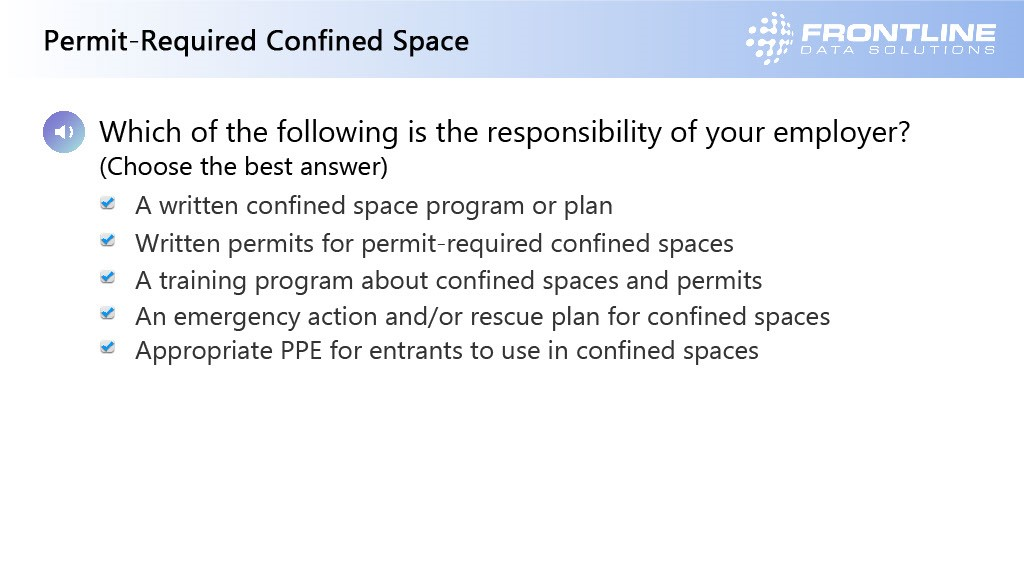 Permit-Required Confined Space
FRONTLINE
DATA SOLUTIONS
Which of the following is the responsibility of your employer?
(Choose the best answer)
A written confined space program or plan
Written permits for permit-required confined spaces
A training program about confined spaces and permits
An emergency action and/or rescue plan for confined spaces
Appropriate PPE for entrants to use in confined spaces